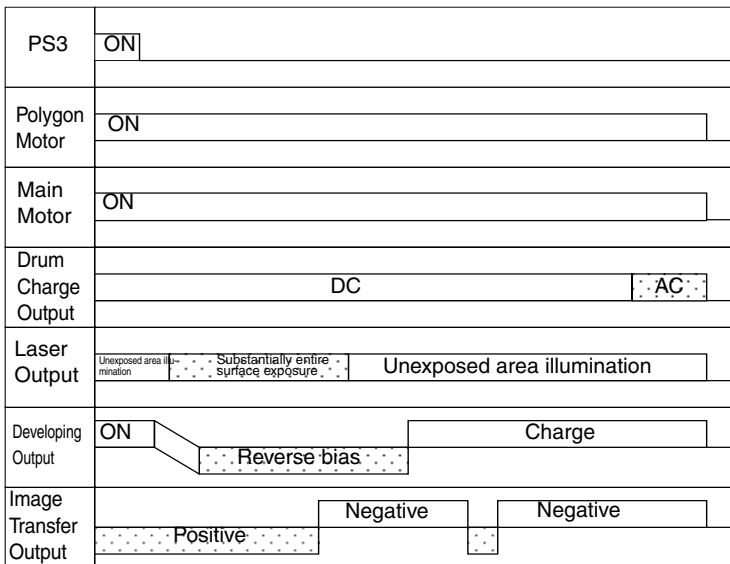 PS3
ON
Polygon
Motor
ON
Main
Motor
ON
Drum
Charge
Output
DC
AC
Laser
Output
Unexposed area illu-
mination
Substantially entire
surface exposure
Unexposed area illumination
Developing
Output
ON
Reverse bias
Charge
Image
Transfer
Output
Positive
Negative
Negative